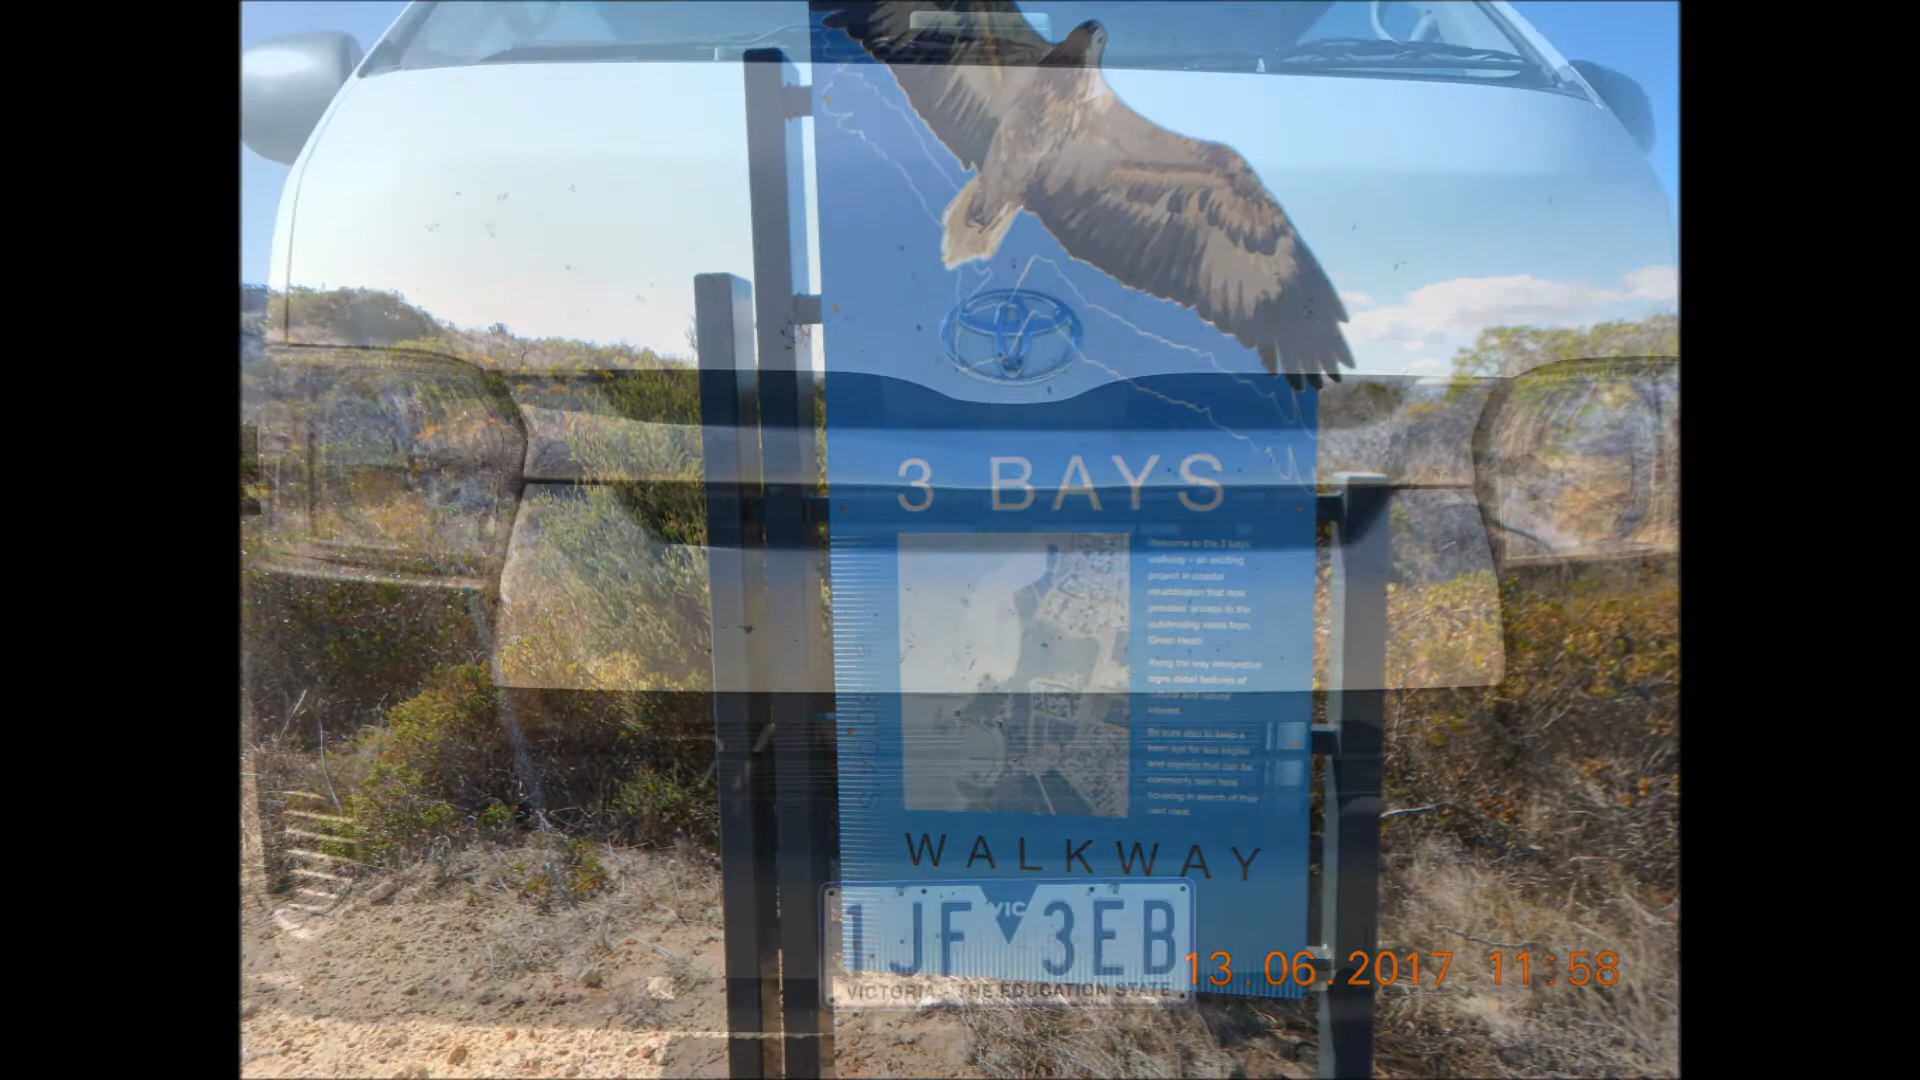 3 BAYS
Welcome to the 3 bays
walkway - an exciting
project in coastal
rehabilitation that now
provides access to the
outstanding views from
Green Head.
Along the way interpretive
signs detail features of
and natural
interest.
Be sure also to keep a
keen eye for sea eagles
and ospreys that can be
commonly seen here
hovering in search of their
next meal.
WALKWAY
VIC
1JF 3EB
VICTORIA - THE EDUCATION STATE
13.06.2017 11:58